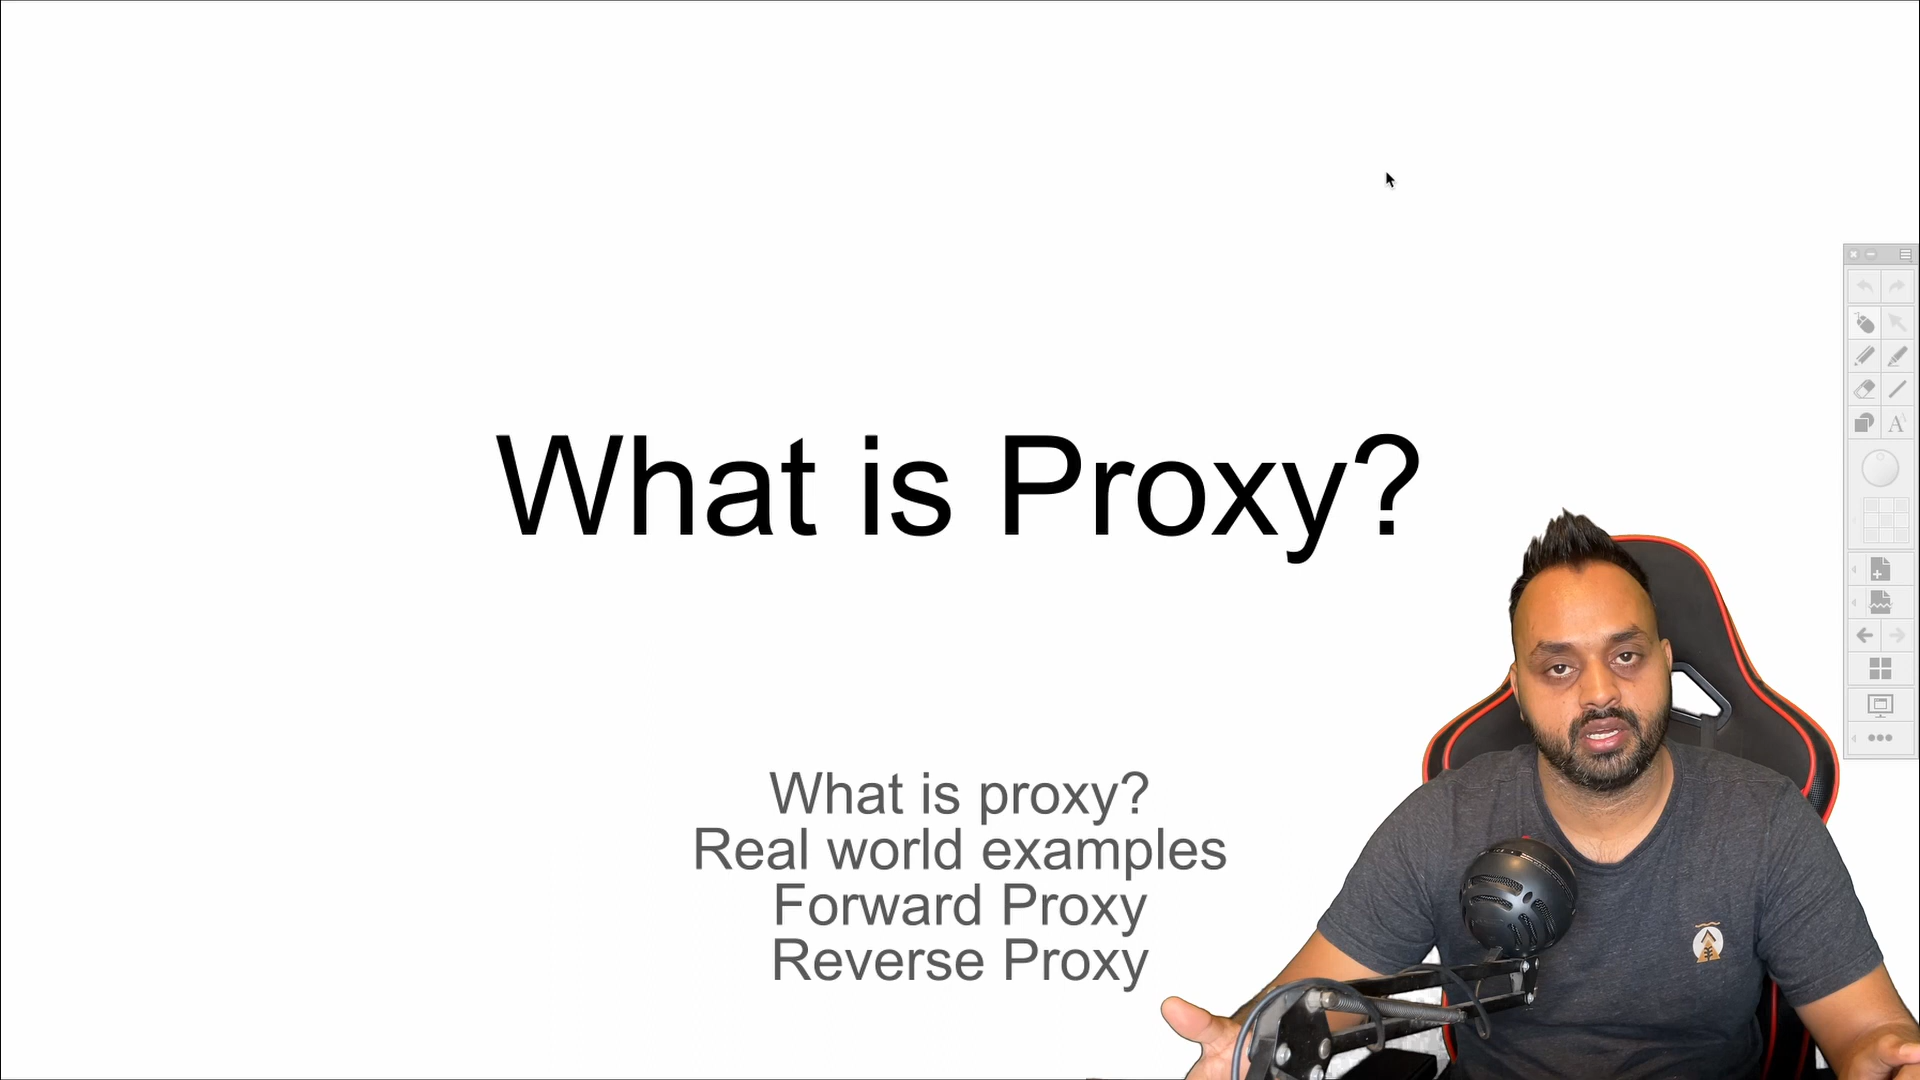 What is Proxy?
What is proxy?
Real world examples
Forward Proxy
Reverse Proxy